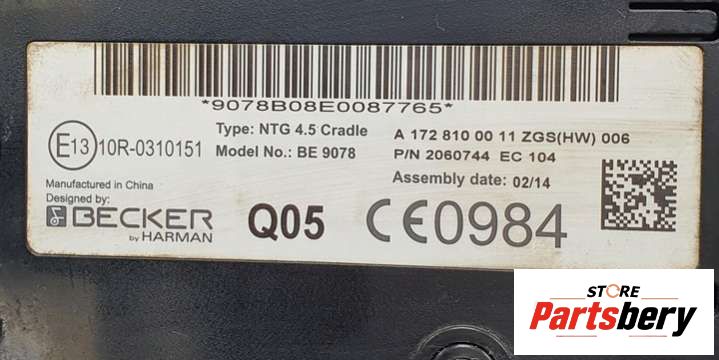 *9078B08E0087765*
E13 10R-0310151
Type: NTG 4.5 Cradle
Model No.: BE 9078
A 172 810 00 11 ZGS(HW) 006
P/N 2060744 EC 104
Assembly date: 02/14
Manufactured in China
Designed by:
BECKER
by HARMAN
Q05
CE0984
STORE
Partsbery